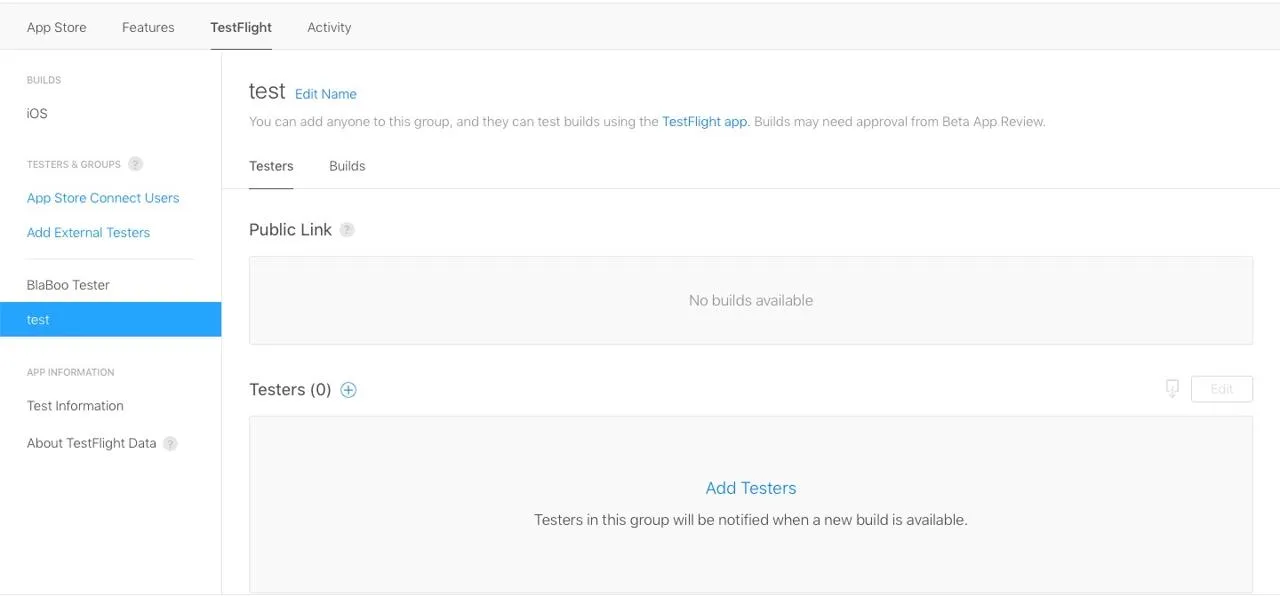 App Store Features TestFlight Activity
BUILDS
iOS
TESTERS & GROUPS ?
App Store Connect Users
Add External Testers
BlaBoo Tester
test
APP INFORMATION
Test Information
About TestFlight Data ?
test Edit Name
You can add anyone to this group, and they can test builds using the TestFlight app. Builds may need approval from Beta App Review.
Testers Builds
Public Link ?
No builds available
Testers (0)
Edit
Add Testers
Testers in this group will be notified when a new build is available.